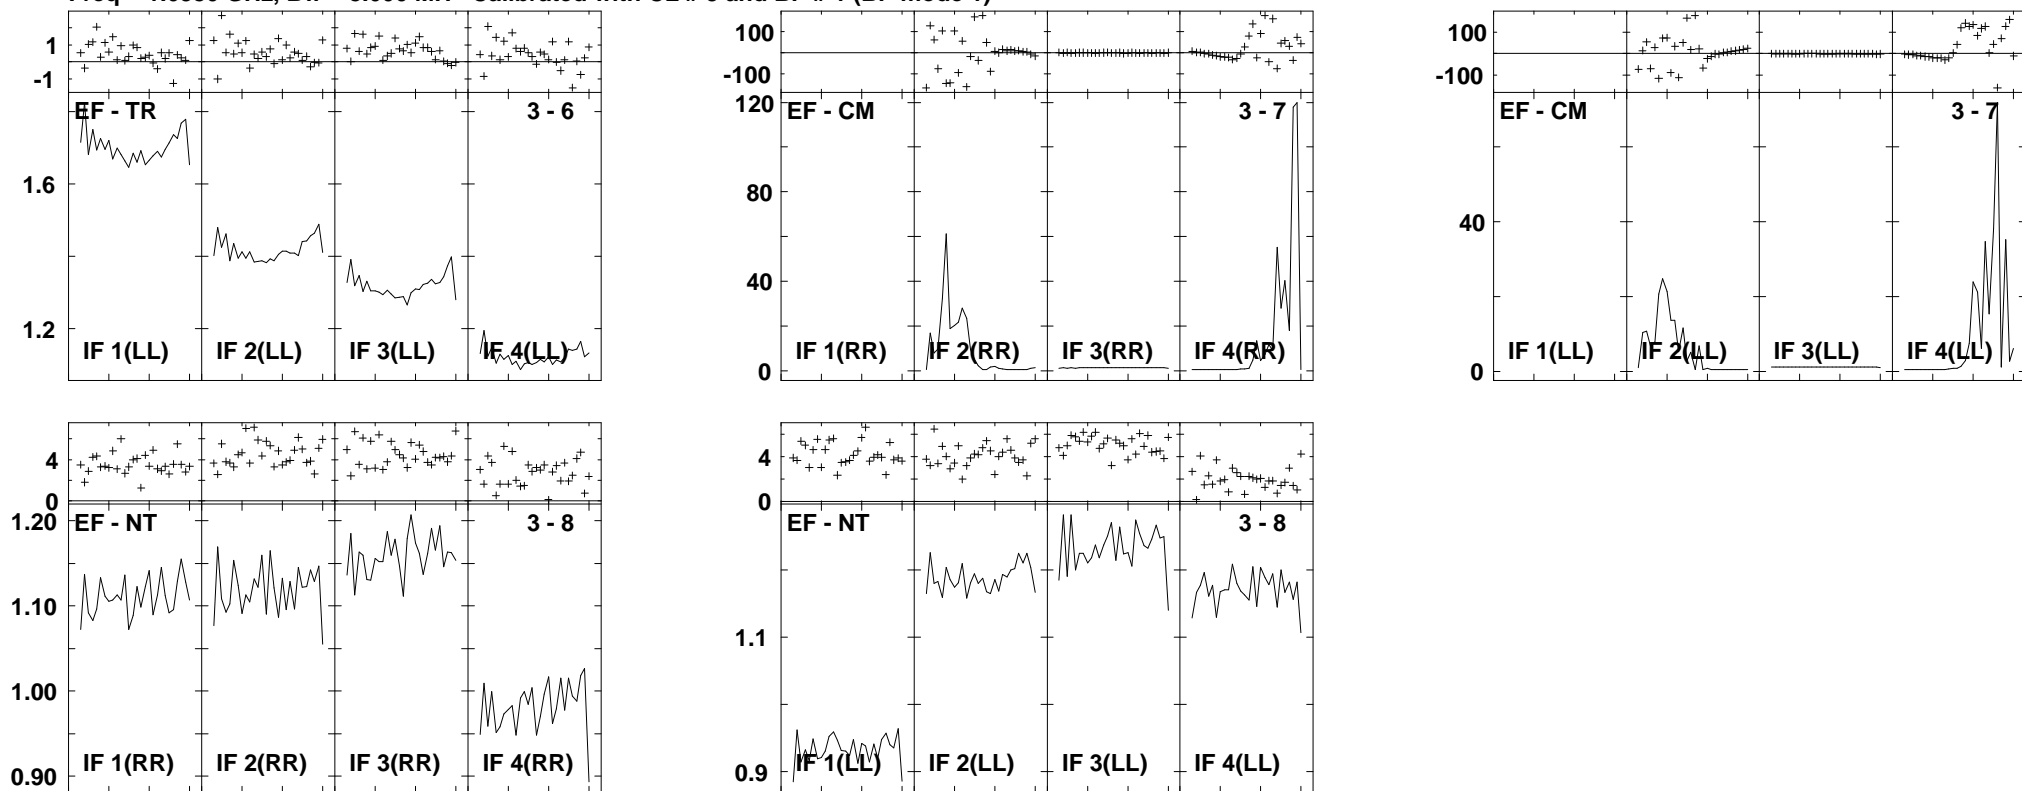 1
-1
EF - TR
3 - 6
1.6
1.2
IF 1(LL)
IF 2(LL)
IF 3(LL)
IF 4(LL)
100
-100
120
EF - CM
3 - 7
80
40
0
IF 1(RR)
IF 2(RR)
IF 3(RR)
IF 4(RR)
100
-100
EF - CM
3 - 7
40
0
IF 1(LL)
IF 2(LL)
IF 3(LL)
IF 4(LL)
4
0
EF - NT
3 - 8
1.20
1.10
1.00
0.90
IF 1(RR)
IF 2(RR)
IF 3(RR)
IF 4(RR)
4
0
EF - NT
3 - 8
1.1
0.9
IF 1(LL)
IF 2(LL)
IF 3(LL)
IF 4(LL)